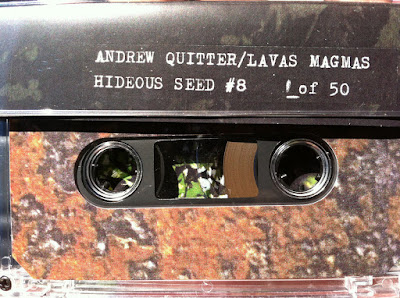 ANDREW QUITTER/LAVAS MAGMAS
HIDEOUS SEED #8 1 of 50